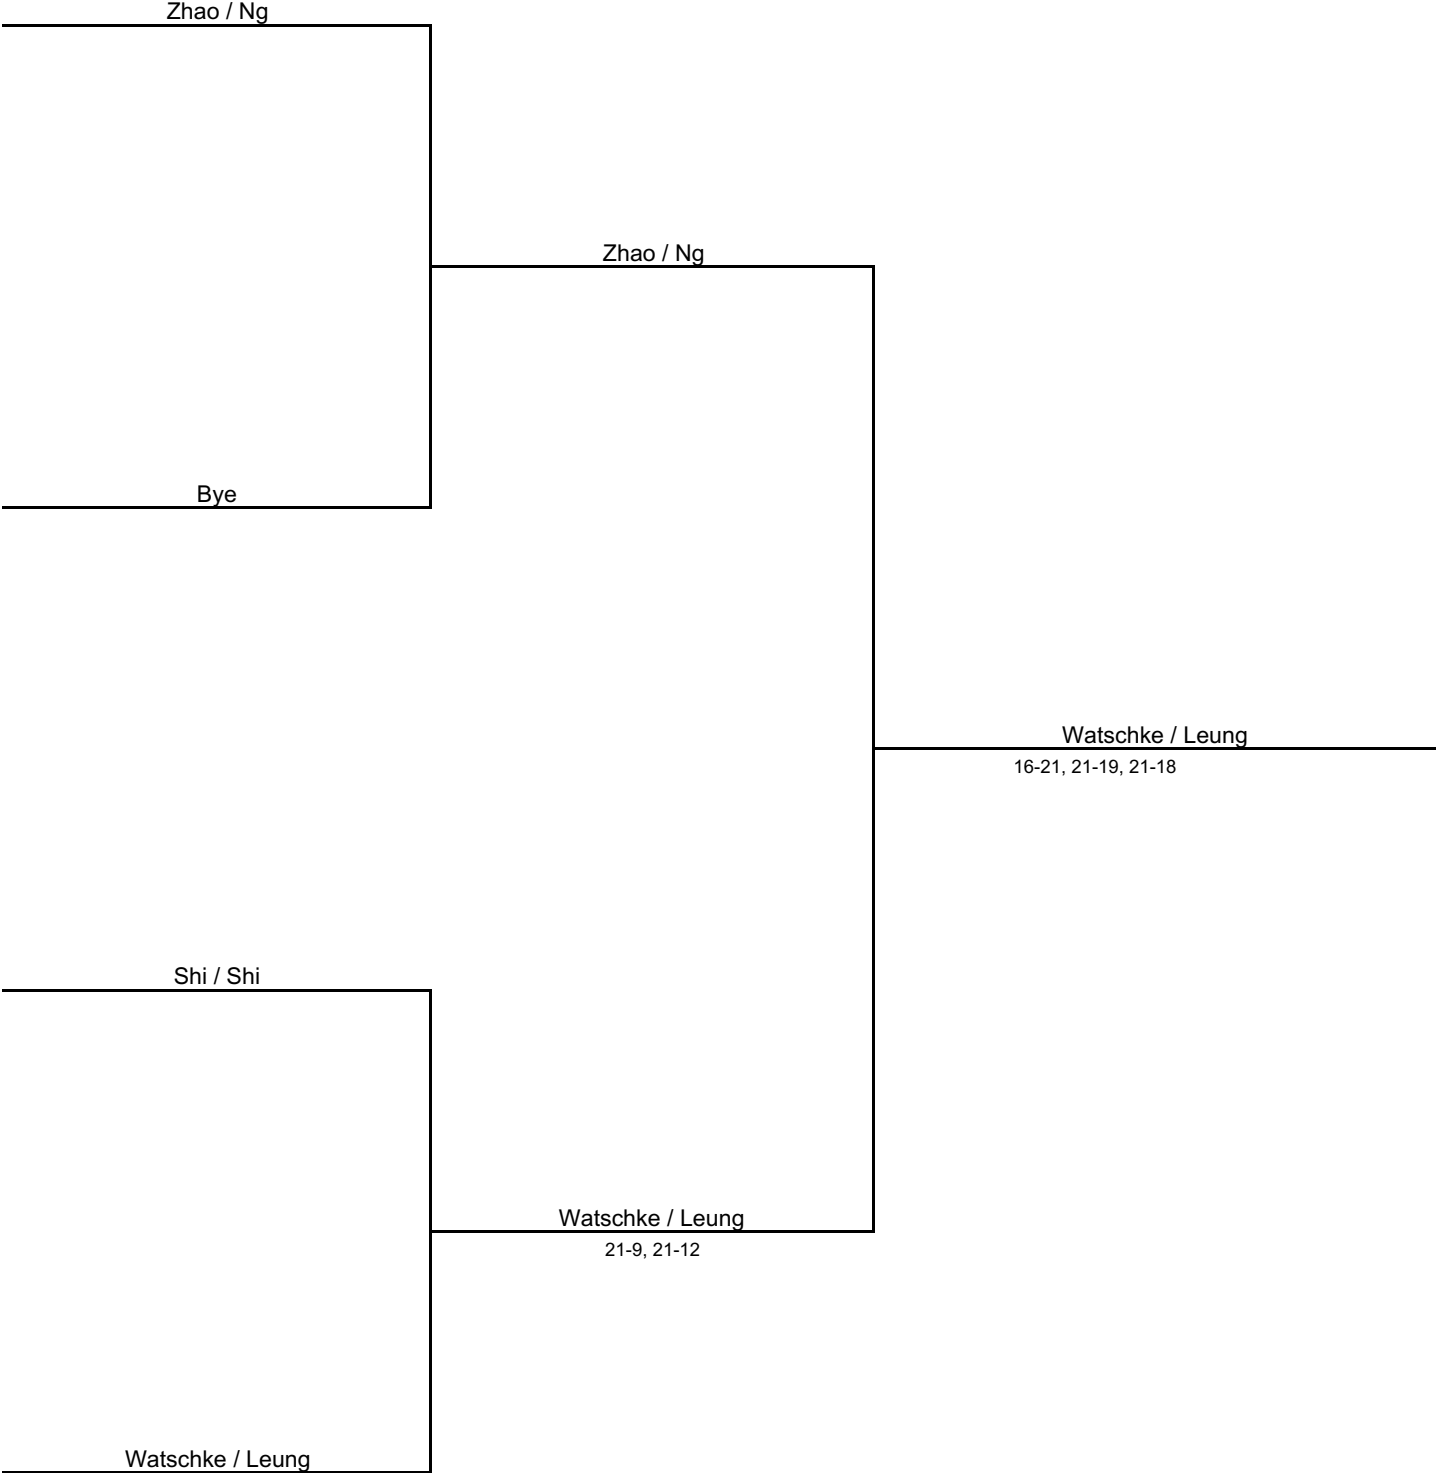 Zhao / Ng
Zhao / Ng
Bye
Watschke / Leung
16-21, 21-19, 21-18
Shi / Shi
Watschke / Leung
21-9, 21-12
Watschke / Leung